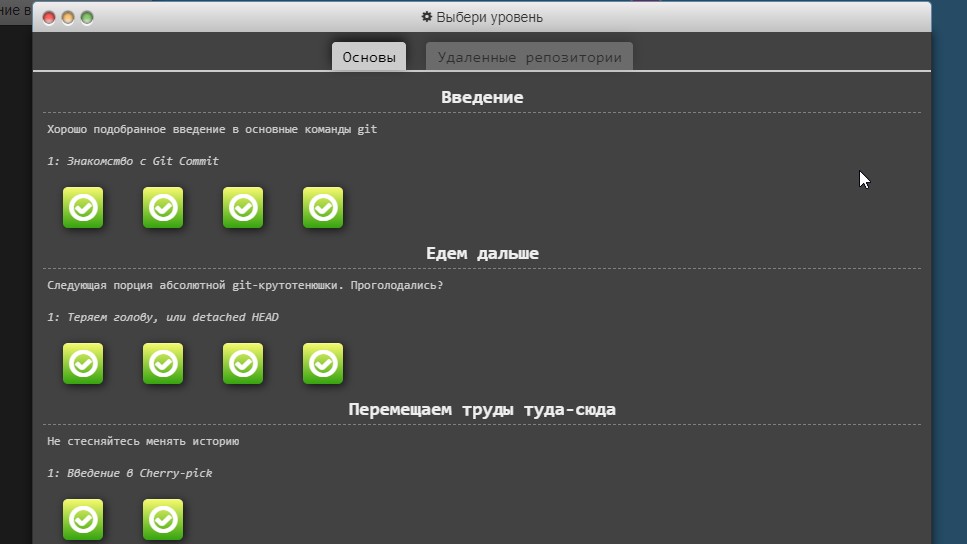 ние в
Выбери уровень
Основы
Удаленные репозитории
Введение
Хорошо подобранное введение в основные команды git
1: Знакомство с Git Commit
Едем дальше
Следующая порция абсолютной git-крутотенюшки. Проголодались?
1: Теряем голову, или detached HEAD
Перемещаем труды туда-сюда
Не стесняйтесь менять историю
1: Введение в Cherry-pick